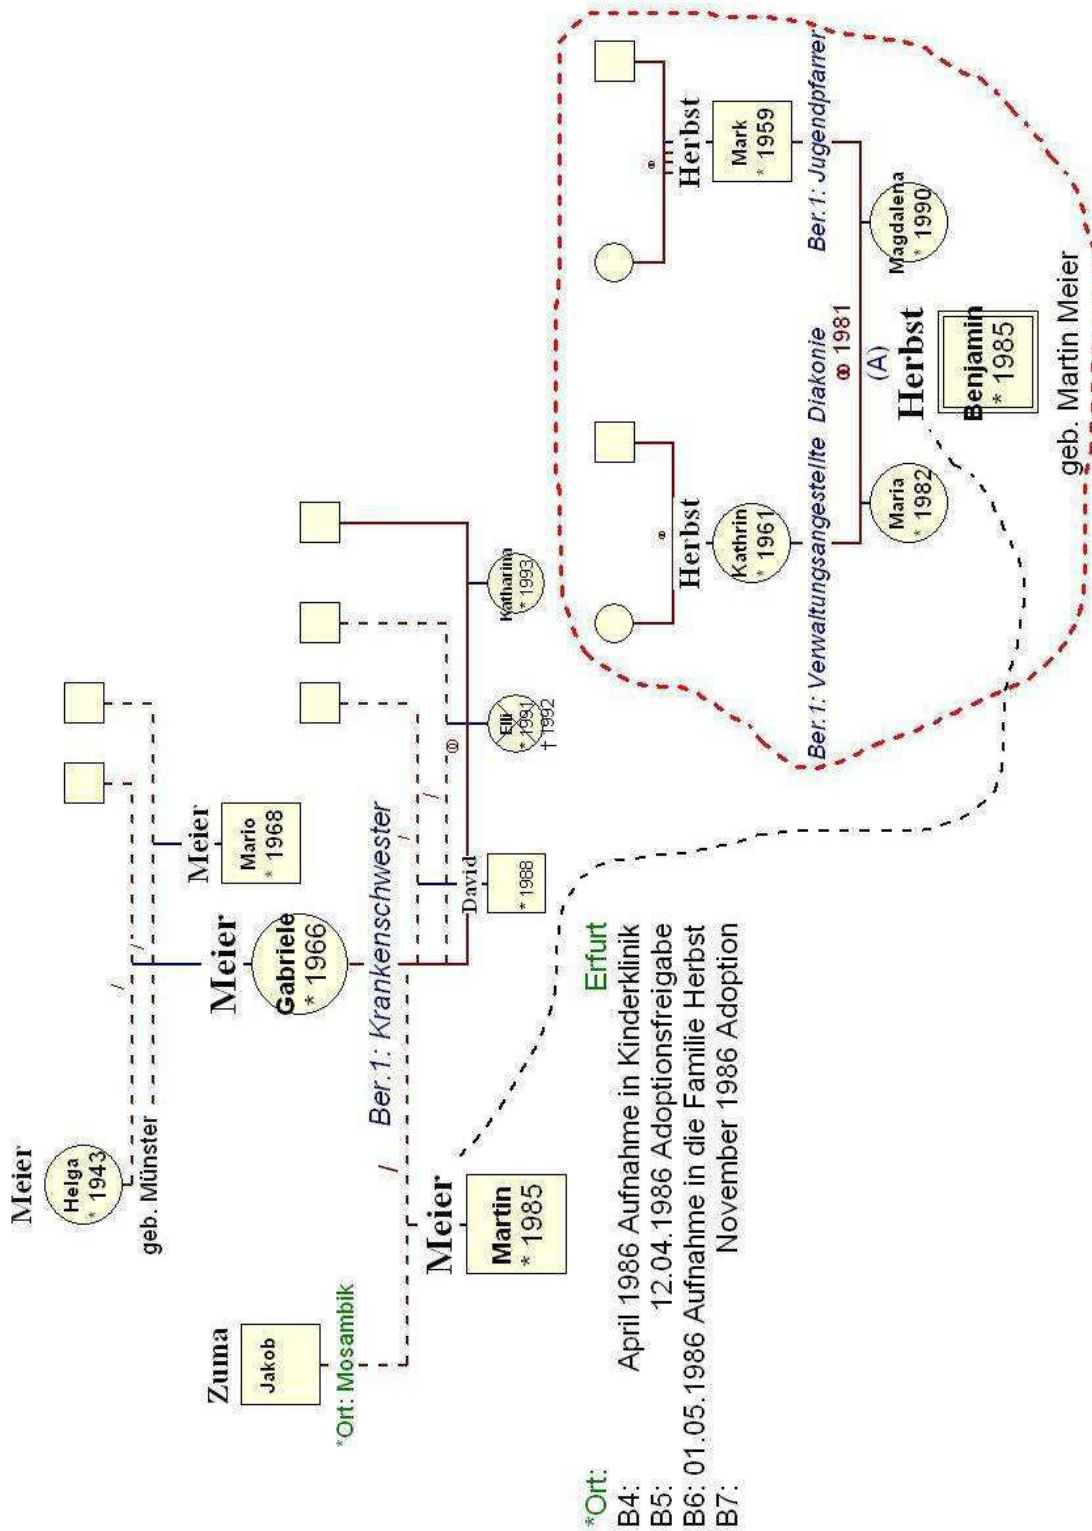 Meier
Helga
* 1943
geb. Münster
Meier
Mario
* 1968
Meier
Gabriele
* 1966
Ber.1: Krankenschwester
Zuma
Jakob
*Ort: Mosambik
Meier
Martin
* 1985
David
* 1988
Elli
* 1991
† 1992
Katharina
* 1993
Herbst
Kathrin
* 1961
Herbst
Mark
* 1959
Ber.1: Verwaltungsangestellte Diakonie
Ber.1: Jugendpfarrer
⚭ 1981
(A)
Maria
* 1982
Herbst
Benjamin
* 1985
Magdalena
* 1990
geb. Martin Meier
*Ort: Erfurt
B4: April 1986 Aufnahme in Kinderklinik
B5: 12.04.1986 Adoptionsfreigabe
B6: 01.05.1986 Aufnahme in die Familie Herbst
B7: November 1986 Adoption